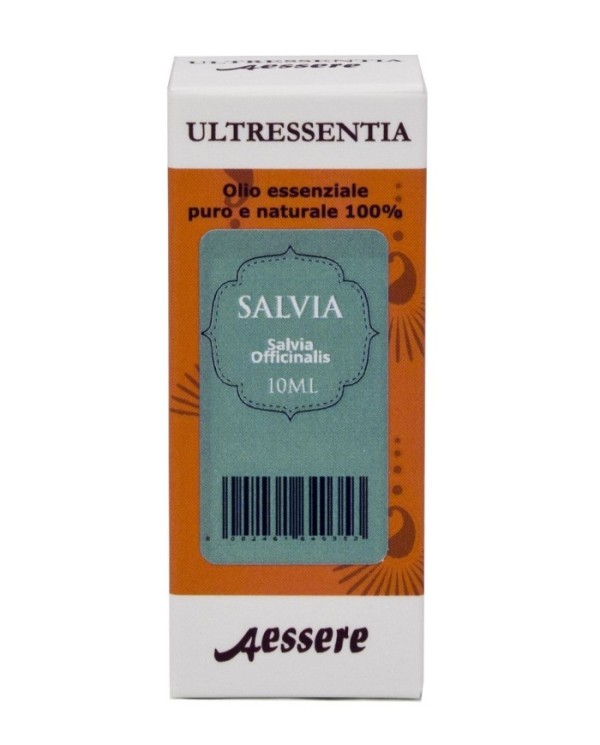 ULTRESSENTIA
Aessere
ULTRESSENTIA
Olio essenziale
puro e naturale 100%
SALVIA
Salvia
Officinalis
10ML
Aessere